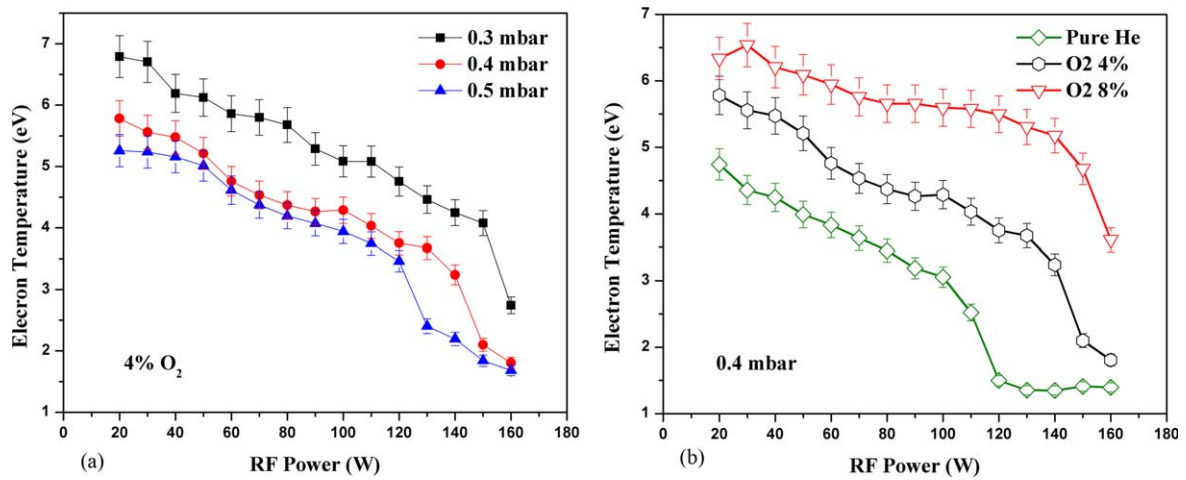 7
6
5
4
3
2
1
0 20 40 60 80 100 120 140 160 180
Elecron Temperature (eV)
RF Power (W)
0.3 mbar
0.4 mbar
0.5 mbar
4% O₂
(a)
7
6
5
4
3
2
1
0 20 40 60 80 100 120 140 160 180
Electron Temperature (eV)
RF Power (W)
Pure He
O2 4%
O2 8%
0.4 mbar
(b)